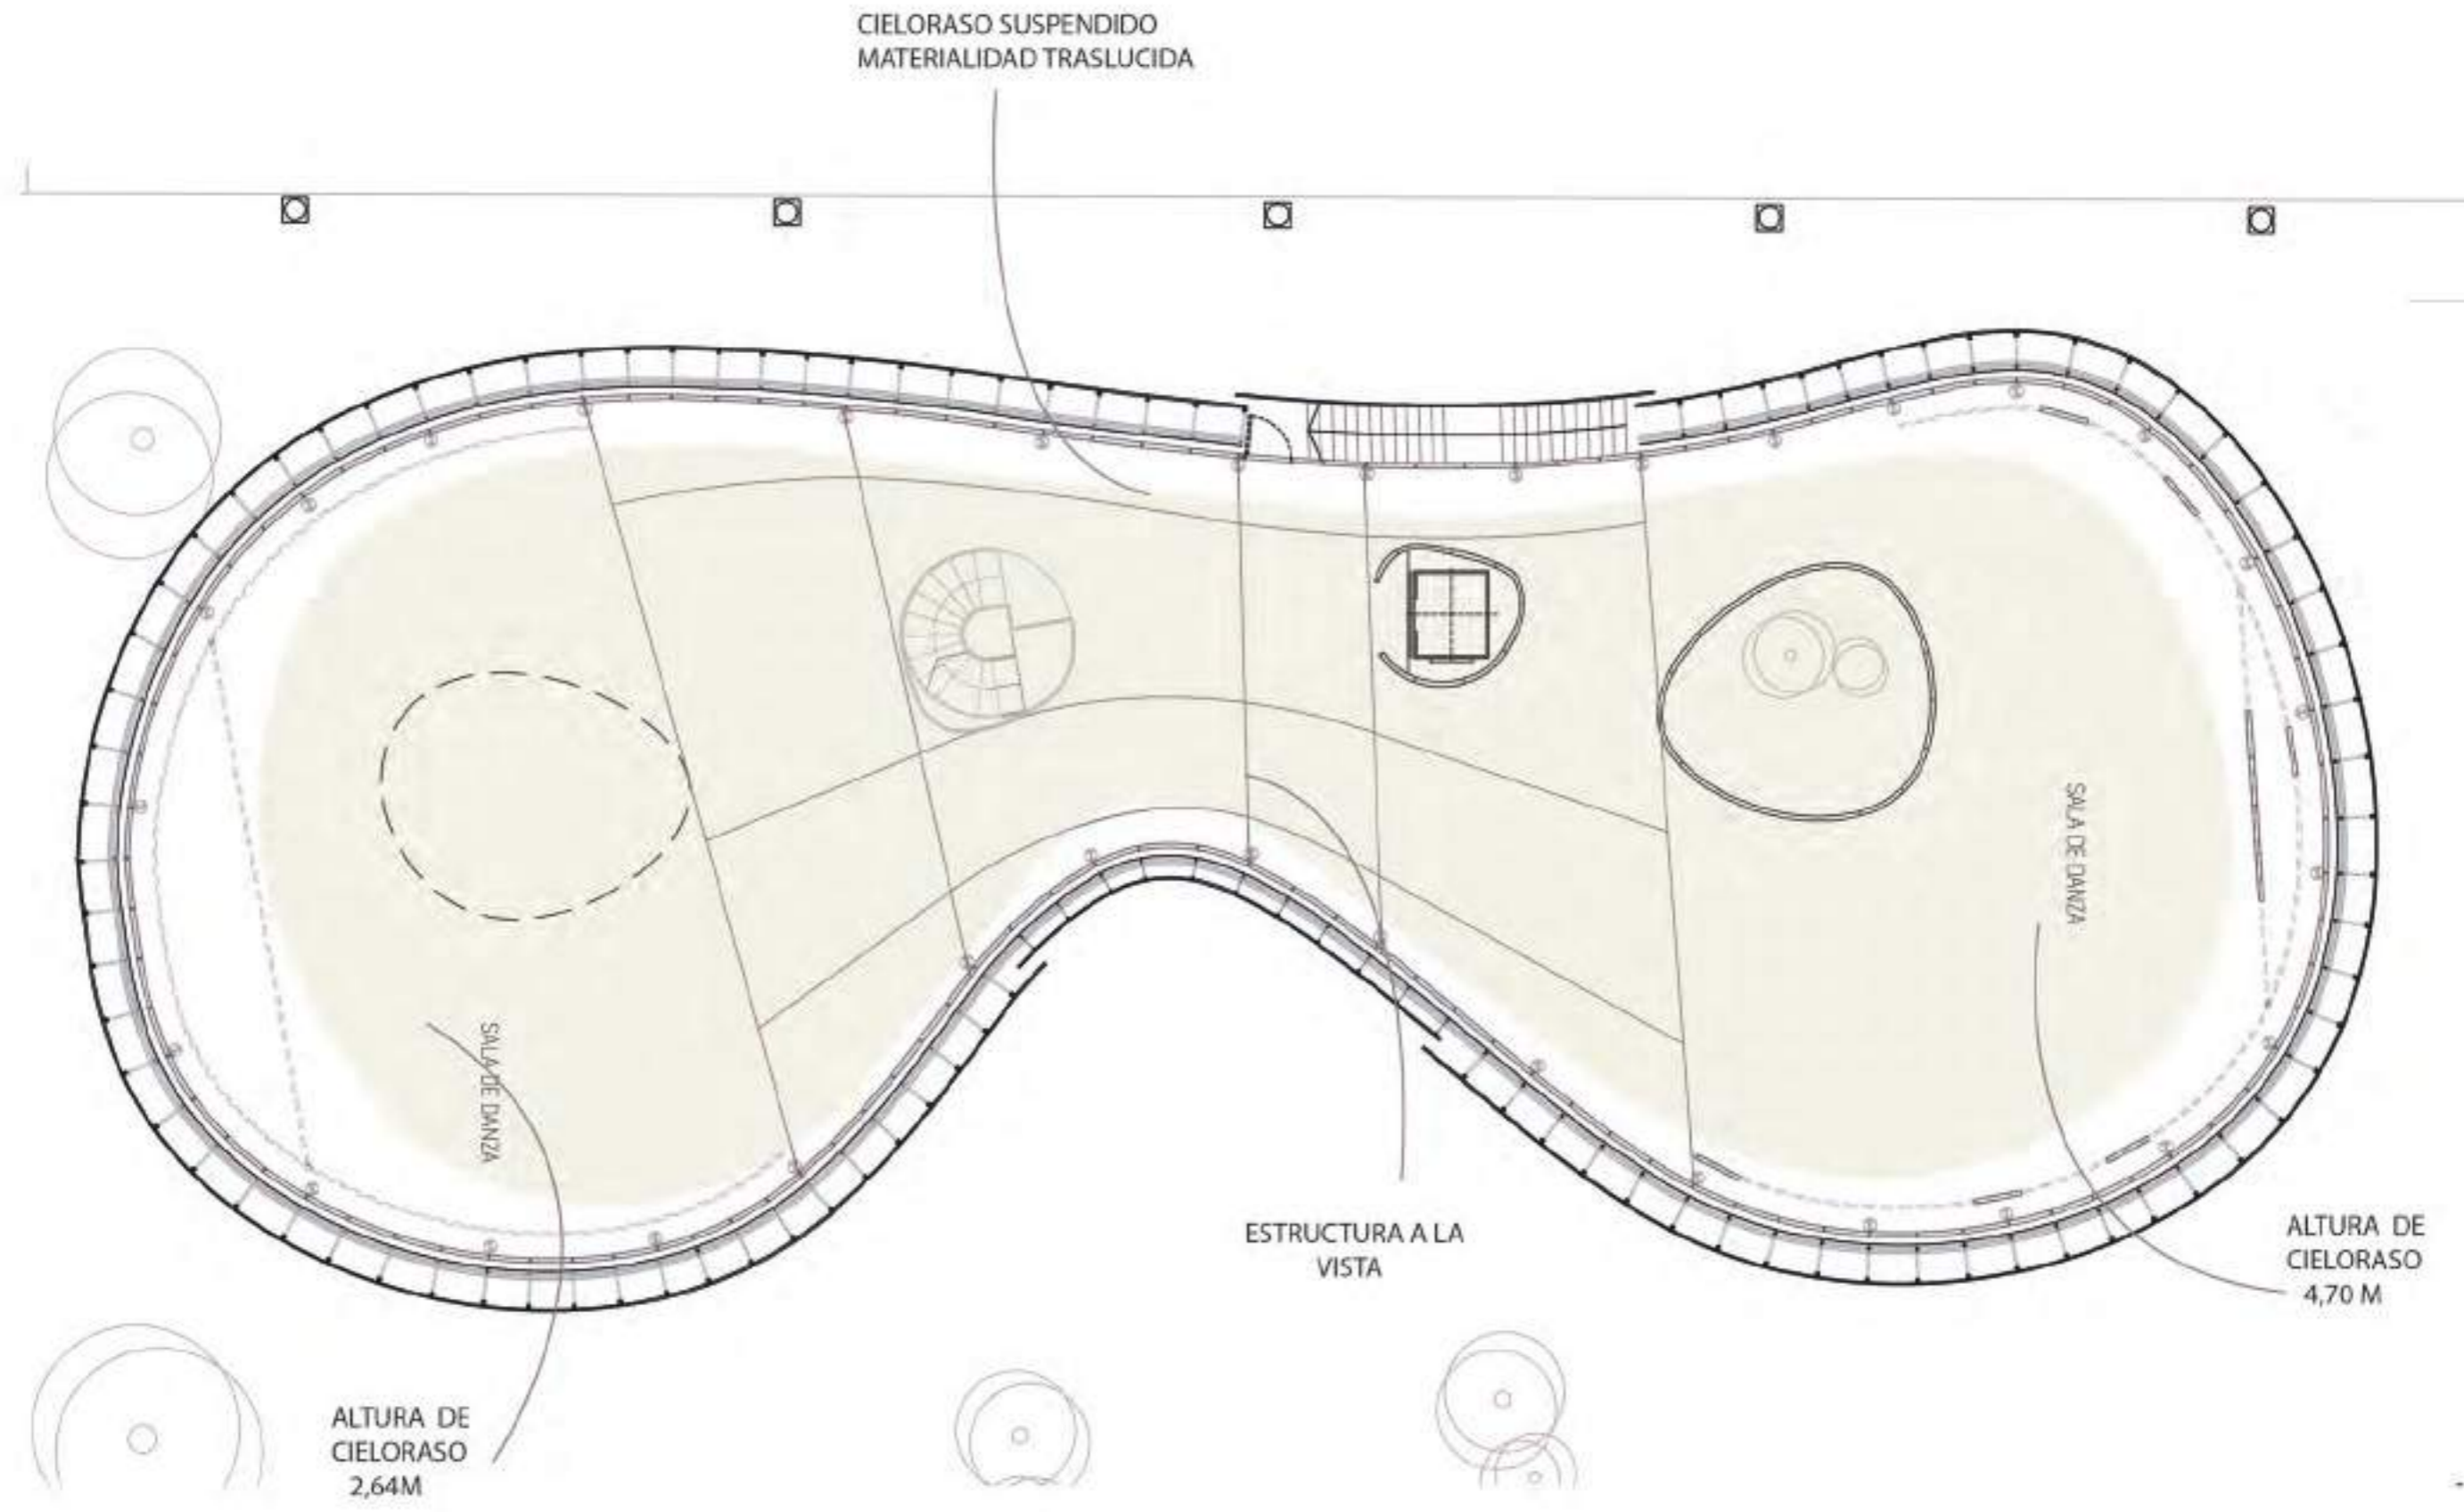 CIELORASO SUSPENDIDO
MATERIALIDAD TRASLUCIDA
SALA DE DANZA
SALA DE DANZA
ESTRUCTURA A LA
VISTA
ALTURA DE
CIELORASO
4,70 M
ALTURA DE
CIELORASO
2,64M